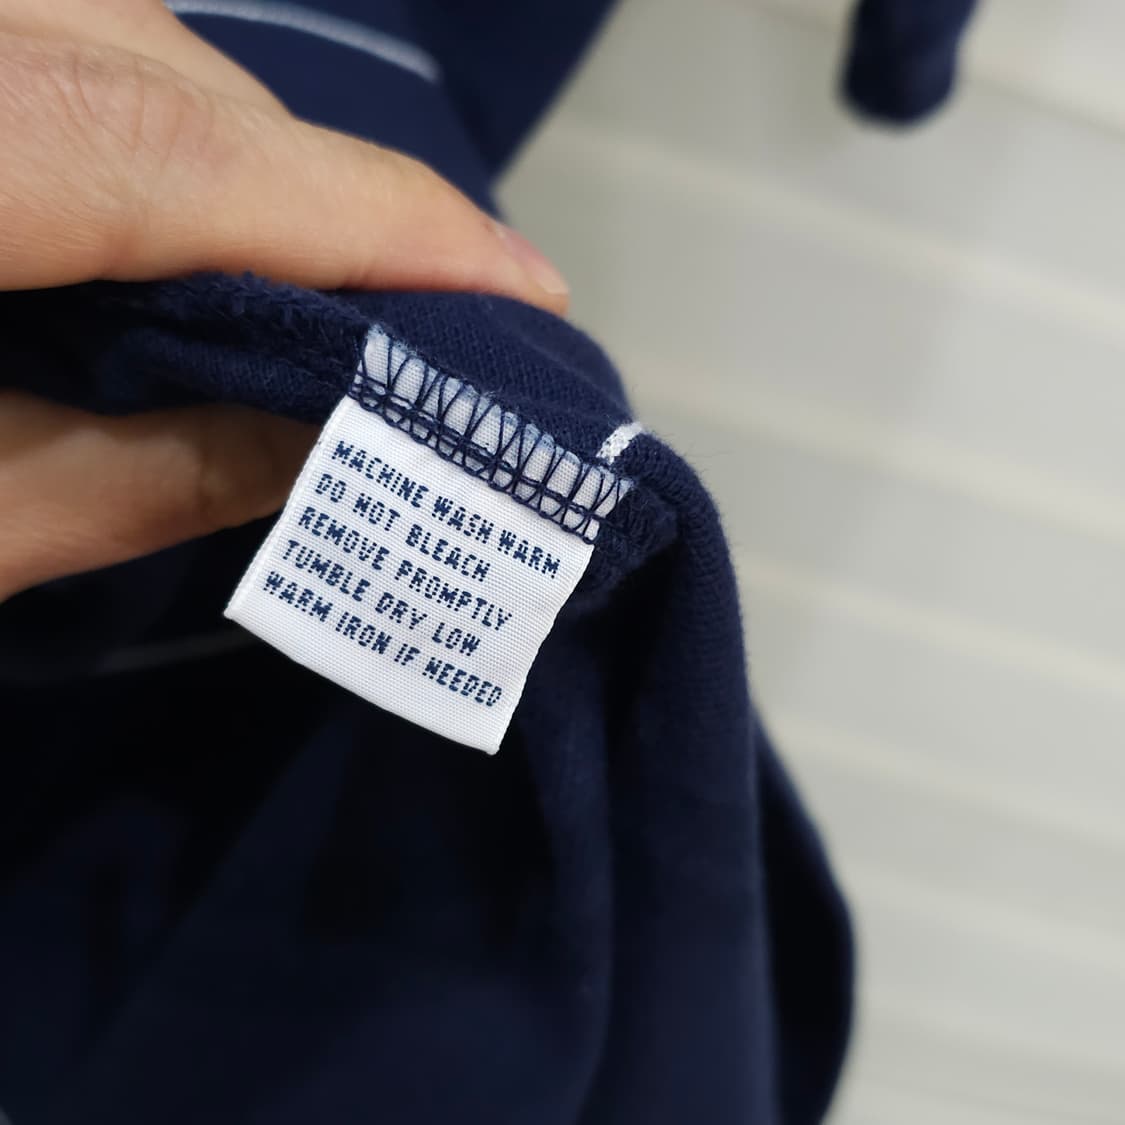 MACHINE WASH WARM
DO NOT BLEACH
REMOVE PROMPTLY
TUMBLE DRY LOW
WARM IRON IF NEEDED